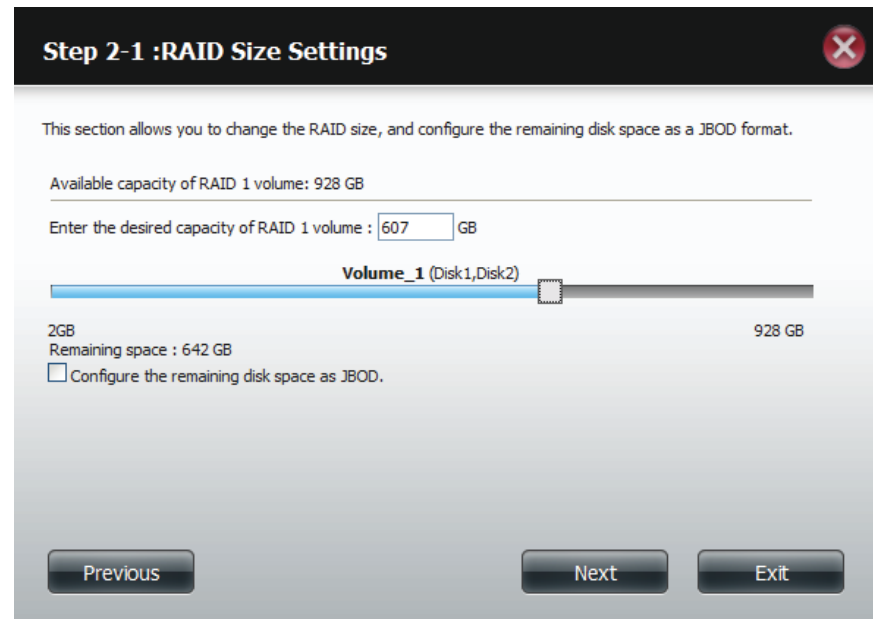 Step 2-1 :RAID Size Settings
This section allows you to change the RAID size, and configure the remaining disk space as a JBOD format.
Available capacity of RAID 1 volume: 928 GB
Enter the desired capacity of RAID 1 volume : 607 GB
Volume_1 (Disk1,Disk2)
2GB 928 GB
Remaining space : 642 GB
Configure the remaining disk space as JBOD.
Previous Next Exit